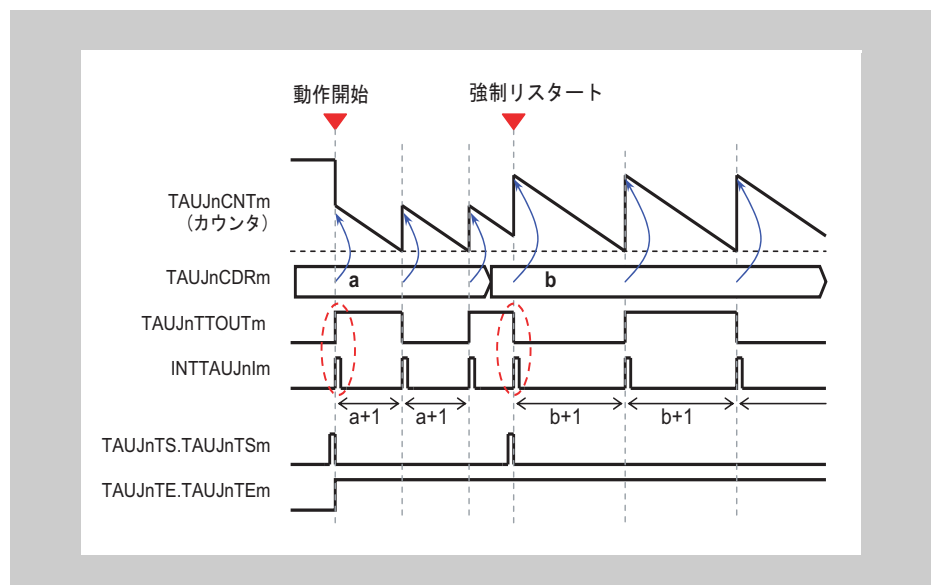 動作開始 強制リスタート
TAUJnCNTm
（カウンタ）
TAUJnCDRm a b
TAUJnTTOUTm
INTTAUJnIm
a+1 a+1 b+1 b+1
TAUJnTS.TAUJnTSm
TAUJnTE.TAUJnTEm